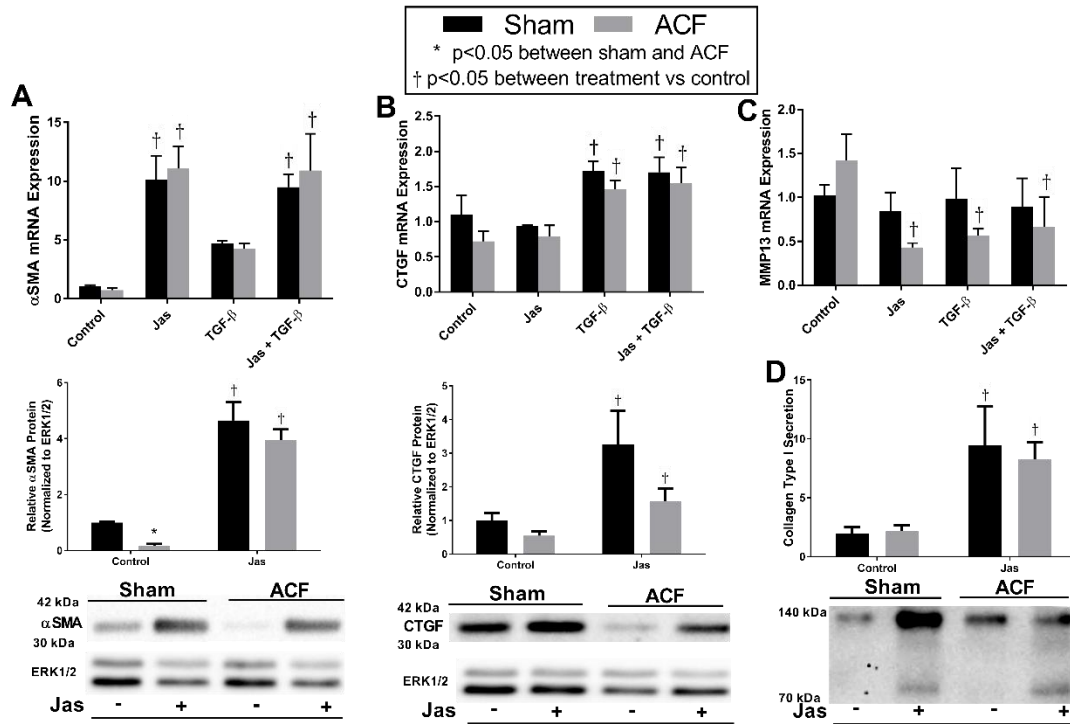 Sham ACF
* p<0.05 between sham and ACF
† p<0.05 between treatment vs control
A
αSMA mRNA Expression
15
10
5
0
† † † †
Control Jas TGF-β Jas + TGF-β
B
CTGF mRNA Expression
2.5
2.0
1.5
1.0
0.5
0.0
† † † †
Control Jas TGF-β Jas + TGF-β
C
MMP13 mRNA Expression
2.0
1.5
1.0
0.5
0.0
† † †
Control Jas TGF-β Jas + TGF-β
Relative αSMA Protein
(Normalized to ERK1/2)
6
4
2
0
* † †
Control Jas
Sham ACF
42 kDa
αSMA
30 kDa
ERK1/2
Jas - + - +
Relative CTGF Protein
(Normalized to ERK1/2)
5
4
3
2
1
0
† †
Control Jas
Sham ACF
42 kDa
CTGF
30 kDa
ERK1/2
Jas - + - +
D
Collagen Type I Secretion
15
10
5
0
† †
Control Jas
Sham ACF
140 kDa
70 kDa
Jas - + - +